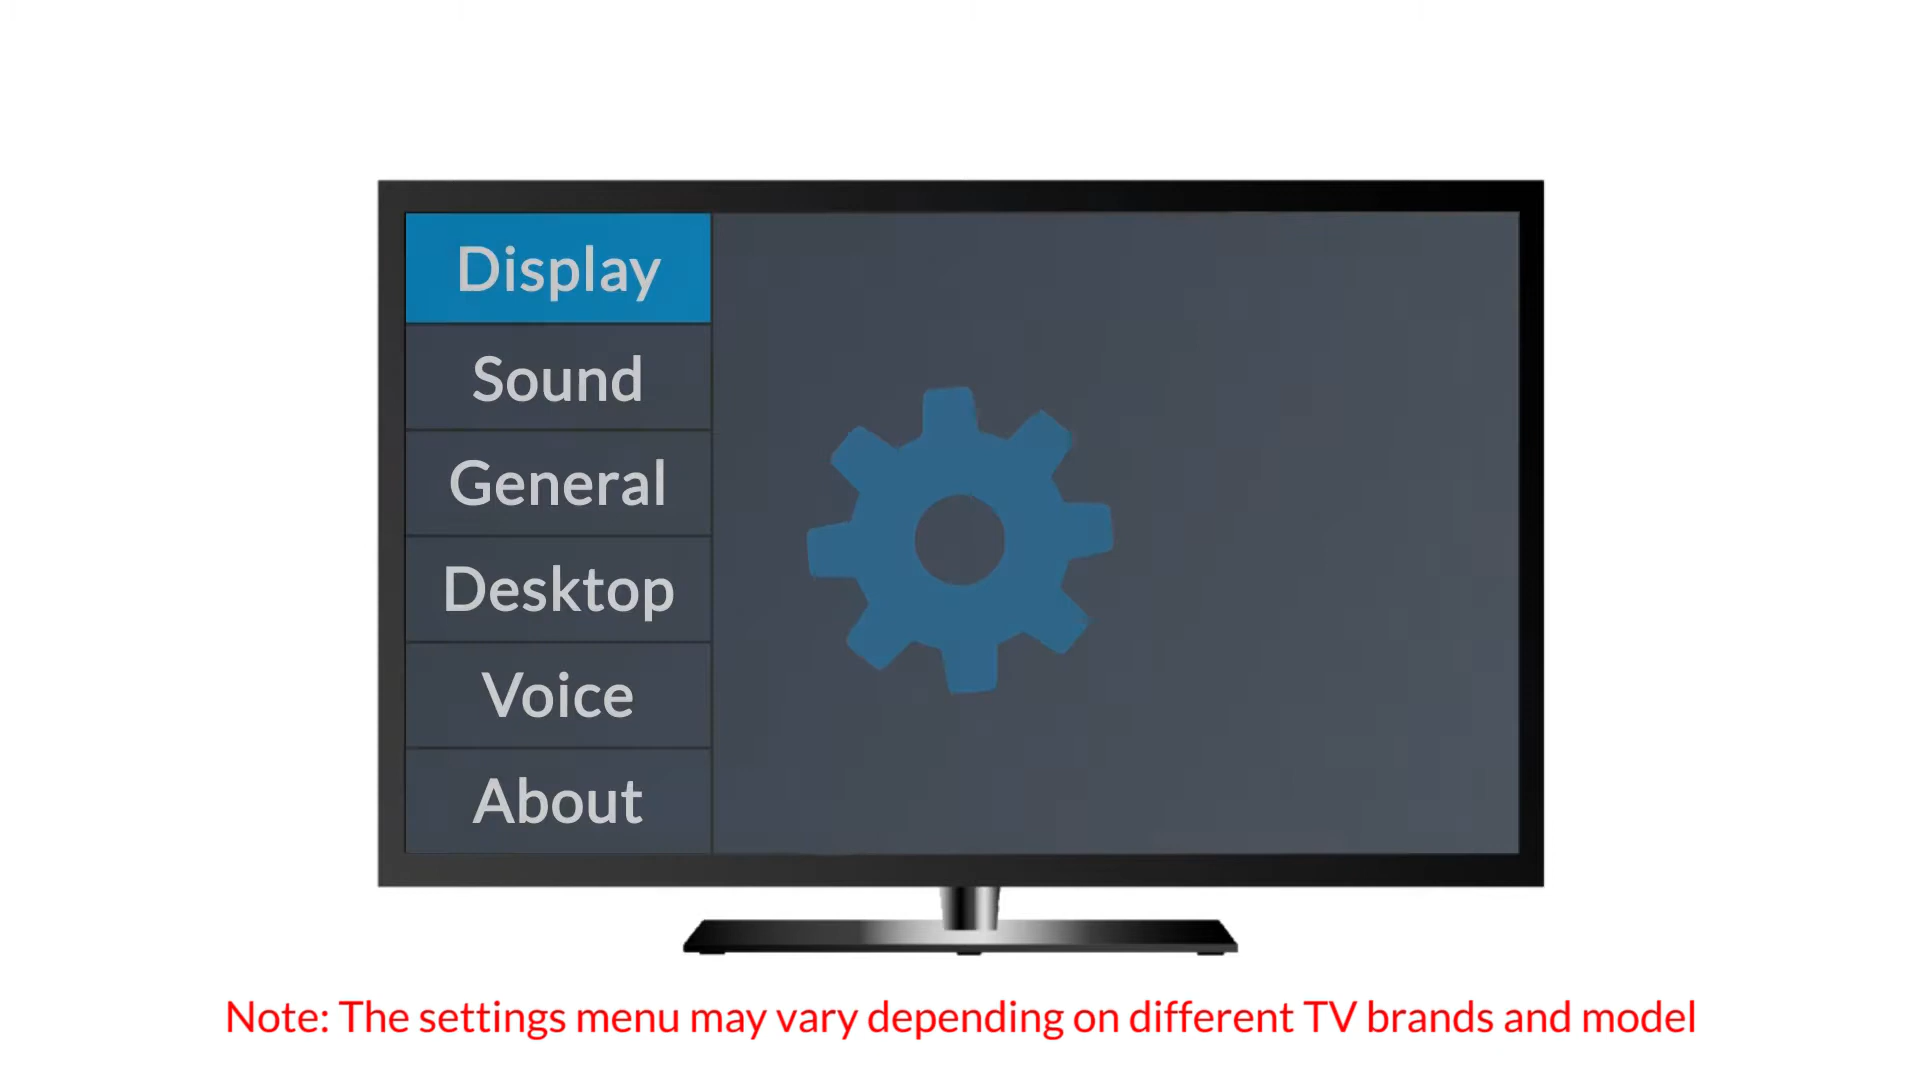 Display
Sound
General
Desktop
Voice
About
Note: The settings menu may vary depending on different TV brands and model